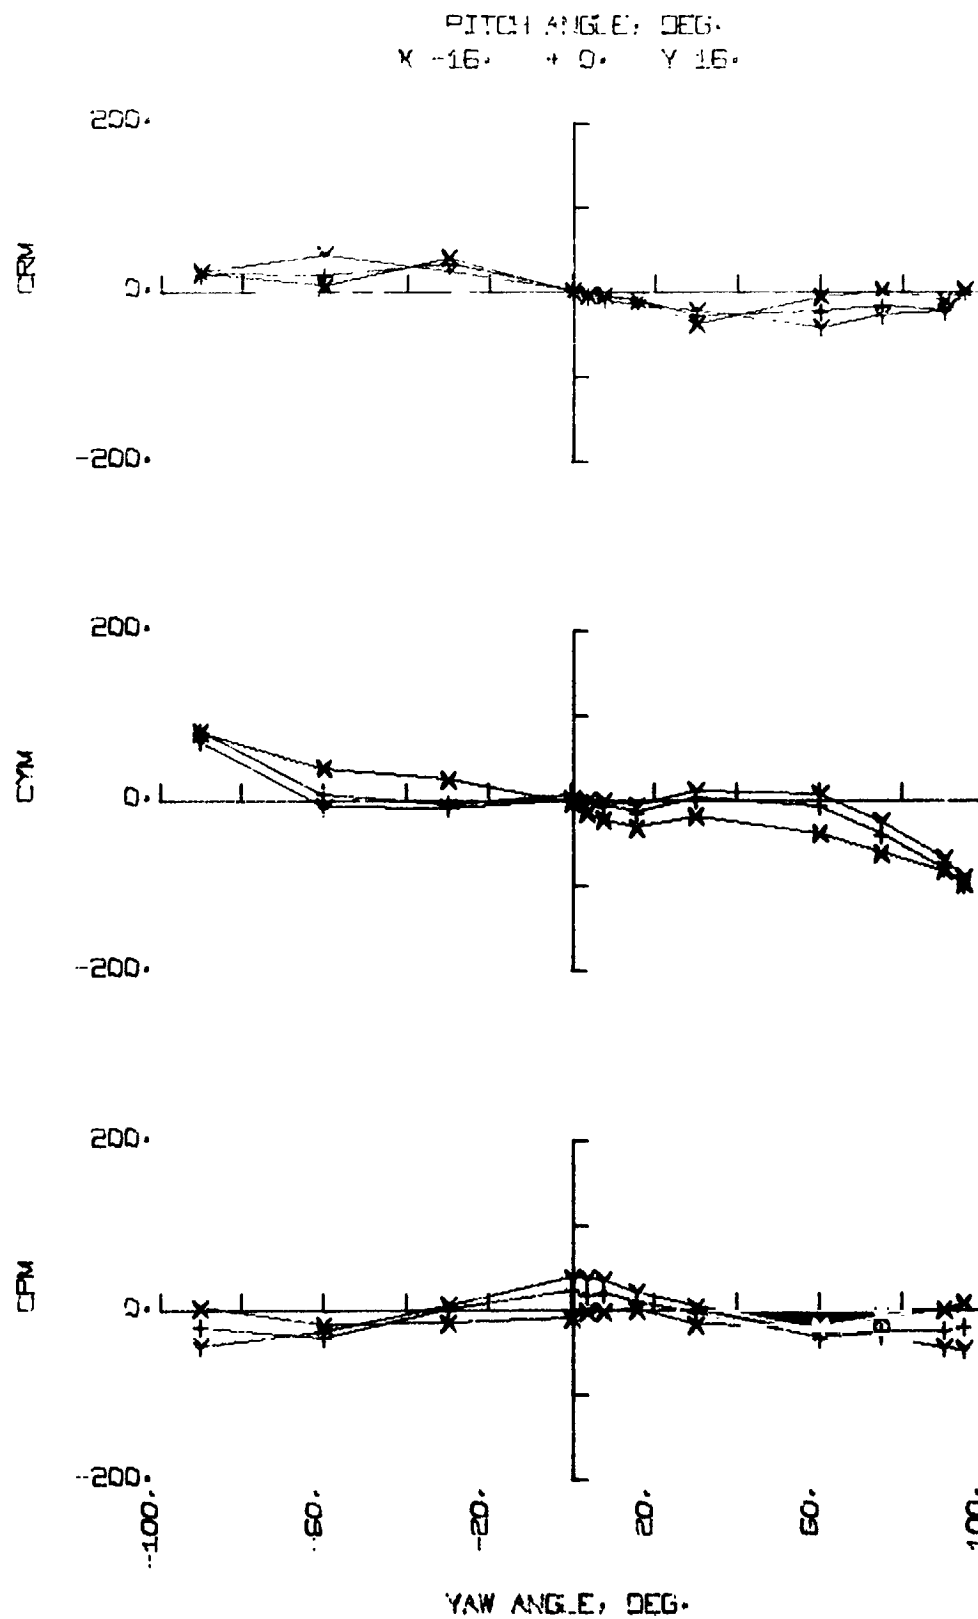 PITCH ANGLE, DEG.
X -16. + 0. Y 16.
200.
CRM
0.
-200.
200.
CYM
0.
-200.
200.
CPM
0.
-200.
-100. -60. -20. 20. 60. 100.
YAW ANGLE, DEG.